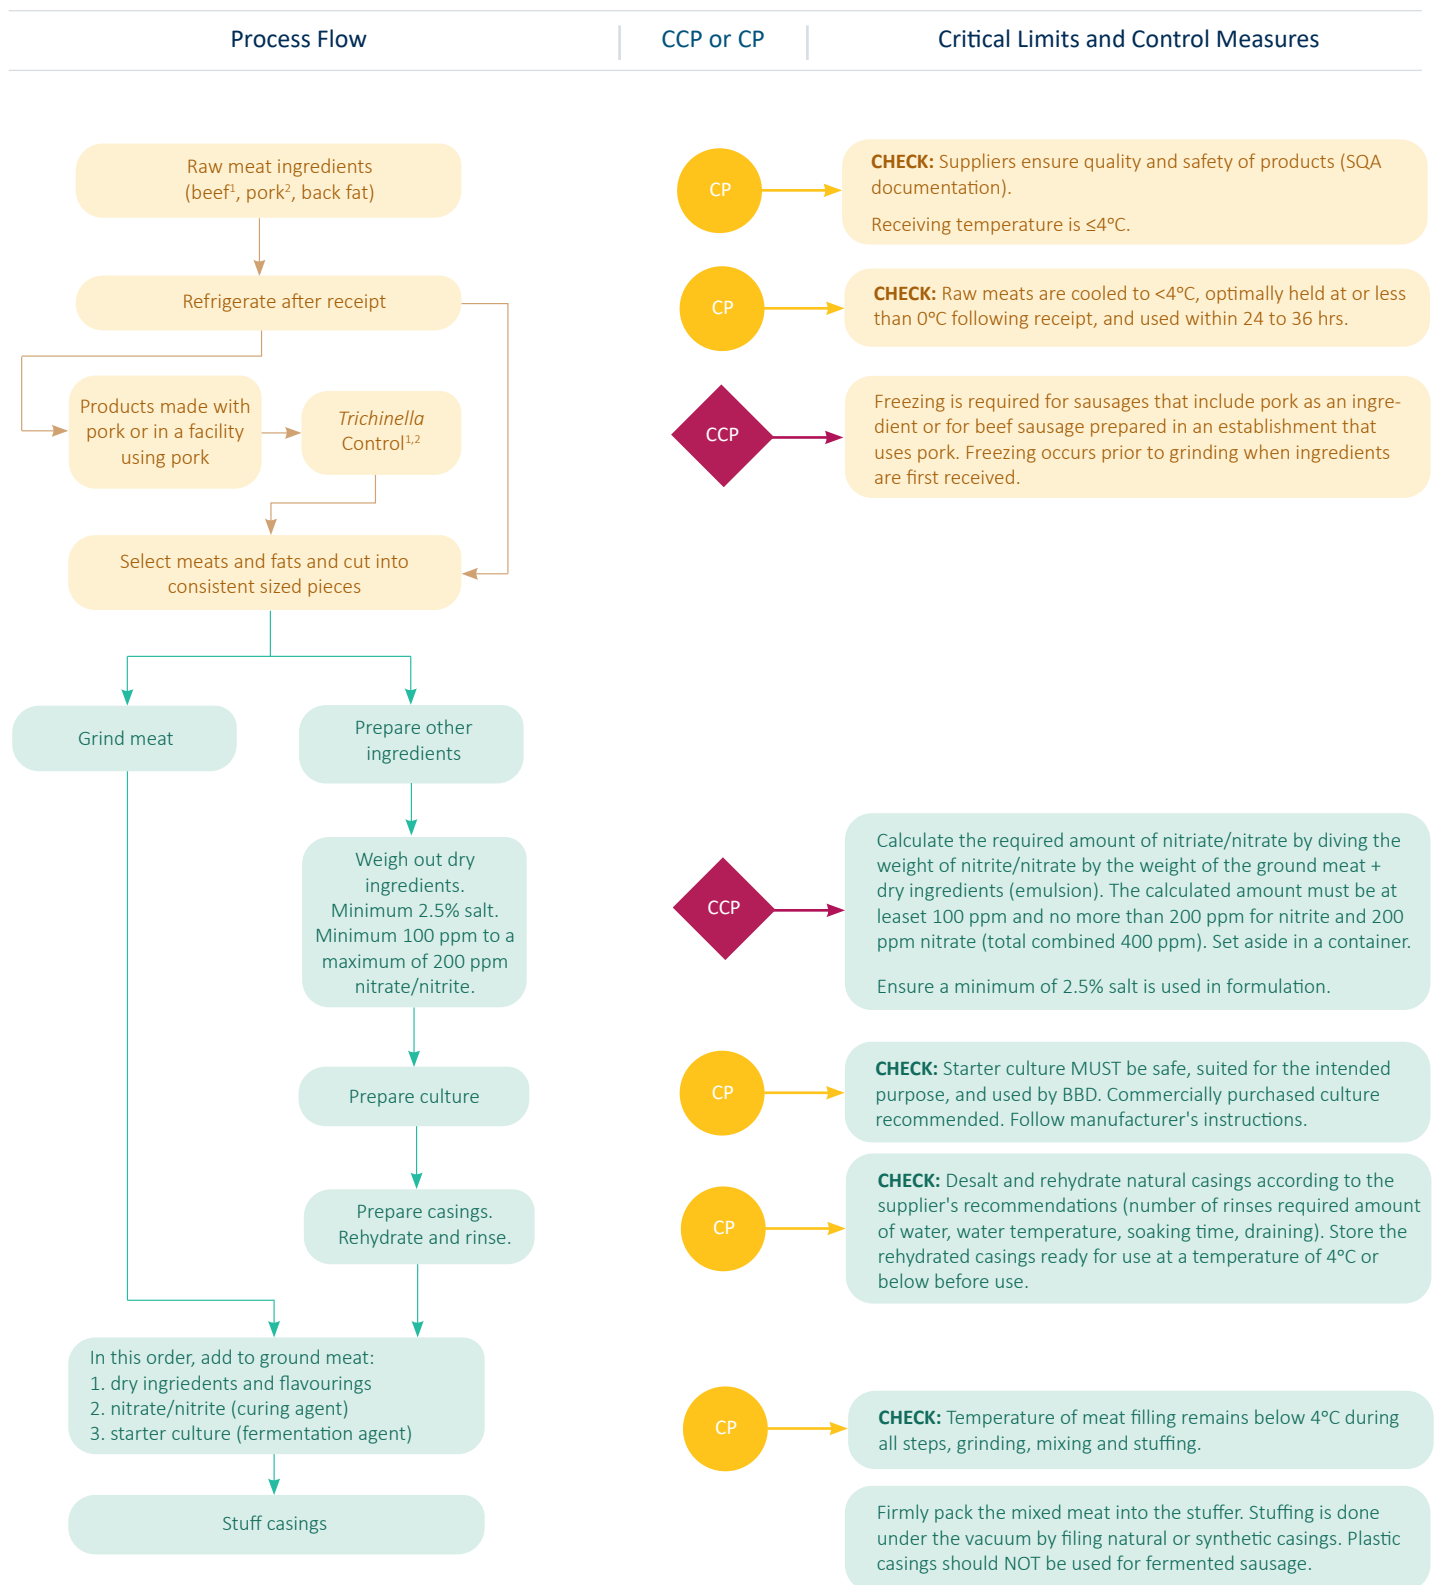 Process Flow
CCP or CP
Critical Limits and Control Measures
Raw meat ingredients
(beef¹, pork², back fat)
CP
CHECK: Suppliers ensure quality and safety of products (SQA
documentation).
Receiving temperature is ≤4ºC.
Refrigerate after receipt
CP
CHECK: Raw meats are cooled to <4ºC, optimally held at or less
than 0ºC following receipt, and used within 24 to 36 hrs.
Products made with
pork or in a facility
using pork
Trichinella
Control¹,²
CCP
Freezing is required for sausages that include pork as an ingre-
dient or for beef sausage prepared in an establishment that
uses pork. Freezing occurs prior to grinding when ingredients
are first received.
Select meats and fats and cut into
consistent sized pieces
Grind meat
Prepare other
ingredients
Weigh out dry
ingredients.
Minimum 2.5% salt.
Minimum 100 ppm to a
maximum of 200 ppm
nitrate/nitrite.
CCP
Calculate the required amount of nitriate/nitrate by diving the
weight of nitrite/nitrate by the weight of the ground meat +
dry ingredients (emulsion). The calculated amount must be at
leaset 100 ppm and no more than 200 ppm for nitrite and 200
ppm nitrate (total combined 400 ppm). Set aside in a container.
Ensure a minimum of 2.5% salt is used in formulation.
Prepare culture
CP
CHECK: Starter culture MUST be safe, suited for the intended
purpose, and used by BBD. Commercially purchased culture
recommended. Follow manufacturer's instructions.
Prepare casings.
Rehydrate and rinse.
CP
CHECK: Desalt and rehydrate natural casings according to the
supplier's recommendations (number of rinses required amount
of water, water temperature, soaking time, draining). Store the
rehydrated casings ready for use at a temperature of 4ºC or
below before use.
In this order, add to ground meat:
1. dry ingriedents and flavourings
2. nitrate/nitrite (curing agent)
3. starter culture (fermentation agent)
CP
CHECK: Temperature of meat filling remains below 4ºC during
all steps, grinding, mixing and stuffing.
Stuff casings
Firmly pack the mixed meat into the stuffer. Stuffing is done
under the vacuum by filing natural or synthetic casings. Plastic
casings should NOT be used for fermented sausage.